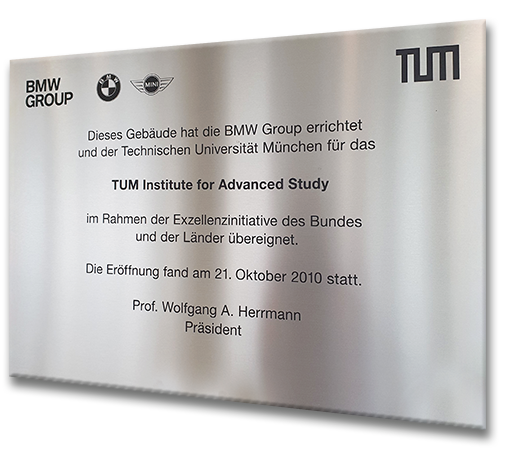 BMW
GROUP
BMW
MINI
TUM
Dieses Gebäude hat die BMW Group errichtet
und der Technischen Universität München für das
TUM Institute for Advanced Study
im Rahmen der Exzellenzinitiative des Bundes
und der Länder übereignet.
Die Eröffnung fand am 21. Oktober 2010 statt.
Prof. Wolfgang A. Herrmann
Präsident